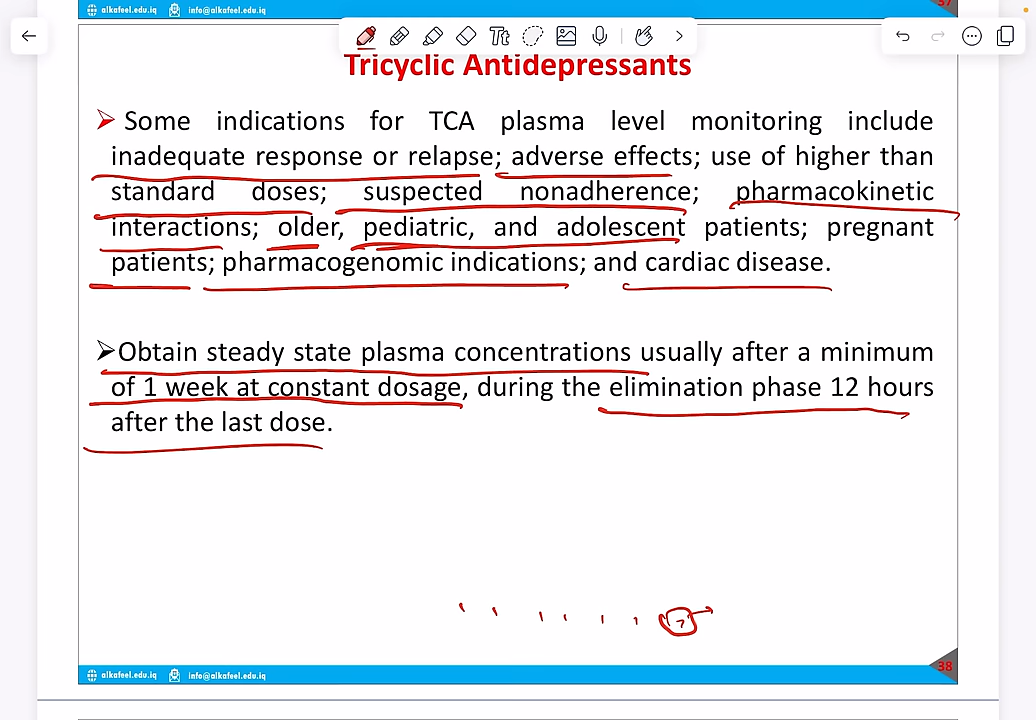 alkafeel.edu.iq info@alkafeel.edu.iq 37
Tt
Tricyclic Antidepressants
Some indications for TCA plasma level monitoring include
inadequate response or relapse; adverse effects; use of higher than
standard doses; suspected nonadherence; pharmacokinetic
interactions; older, pediatric, and adolescent patients; pregnant
patients; pharmacogenomic indications; and cardiac disease.
Obtain steady state plasma concentrations usually after a minimum
of 1 week at constant dosage, during the elimination phase 12 hours
after the last dose.
alkafeel.edu.iq info@alkafeel.edu.iq 38